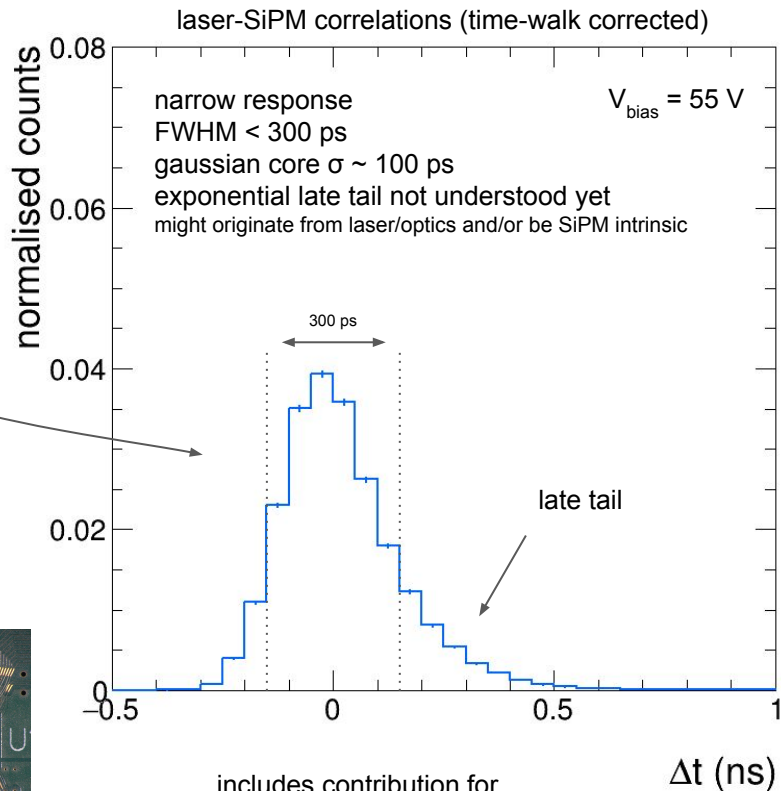 laser-SiPM correlations (time-walk corrected)
0.08
normalised counts
narrow response
V_bias = 55 V
FWHM < 300 ps
gaussian core σ ~ 100 ps
exponential late tail not understood yet
might originate from laser/optics and/or be SiPM intrinsic
0.06
300 ps
0.04
late tail
0.02
0
−0.5
0
0.5
1
Δt (ns)
includes contribution for